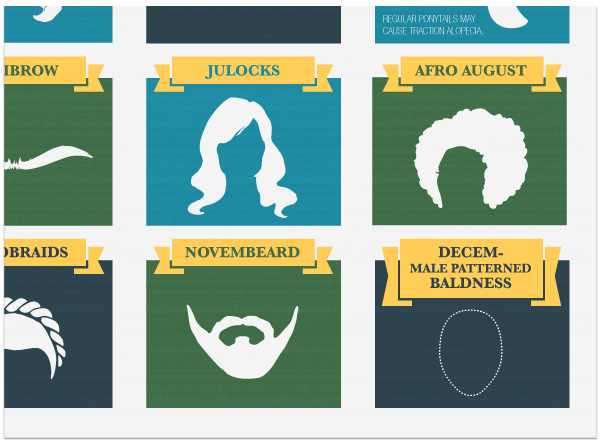 REGULAR PONYTAILS MAY
CAUSE TRACTION ALOPECIA.
IBROW
JULOCKS
AFRO AUGUST
OBRAIDS
NOVEMBEARD
DECEM-
MALE PATTERNED
BALDNESS